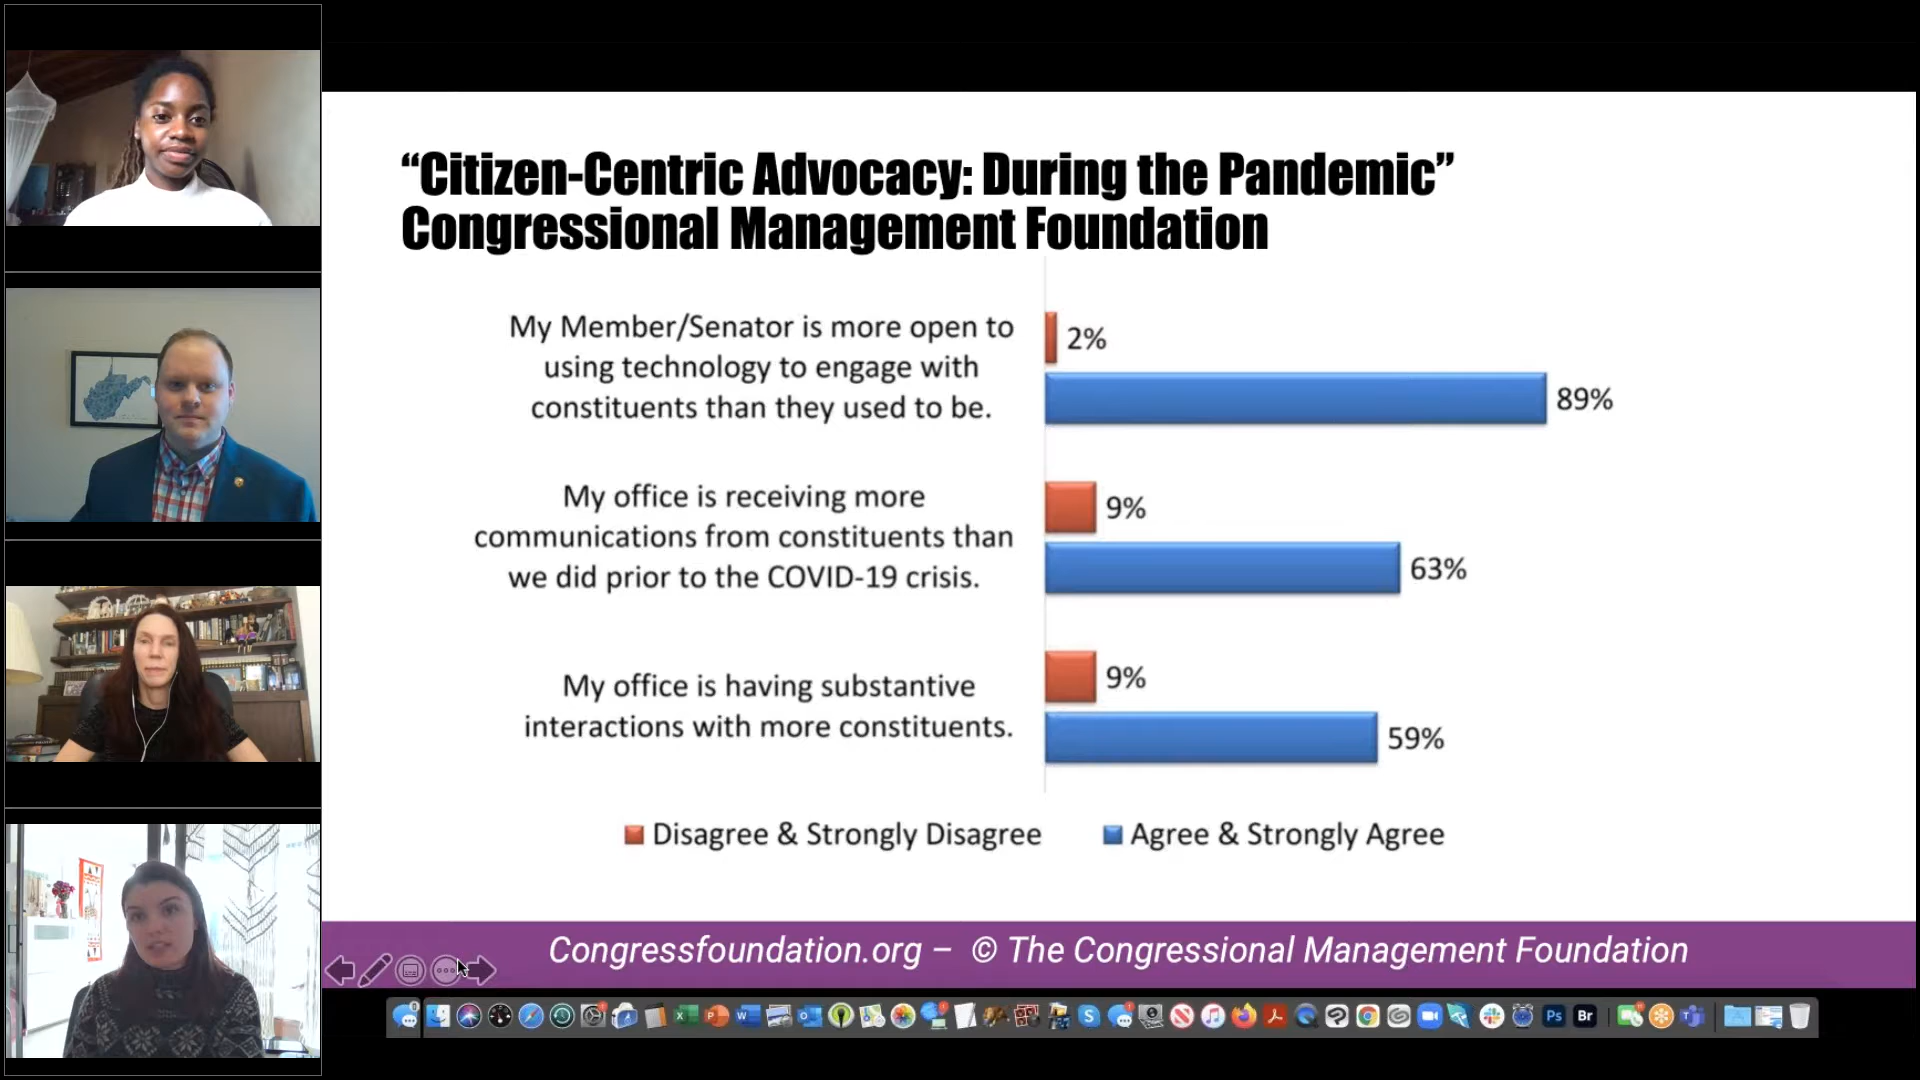 “Citizen-Centric Advocacy: During the Pandemic”
Congressional Management Foundation
My Member/Senator is more open to
using technology to engage with
constituents than they used to be.
2%
89%
My office is receiving more
communications from constituents than
we did prior to the COVID-19 crisis.
9%
63%
My office is having substantive
interactions with more constituents.
9%
59%
Disagree & Strongly Disagree
Agree & Strongly Agree
Congressfoundation.org – © The Congressional Management Foundation
Ps
Br